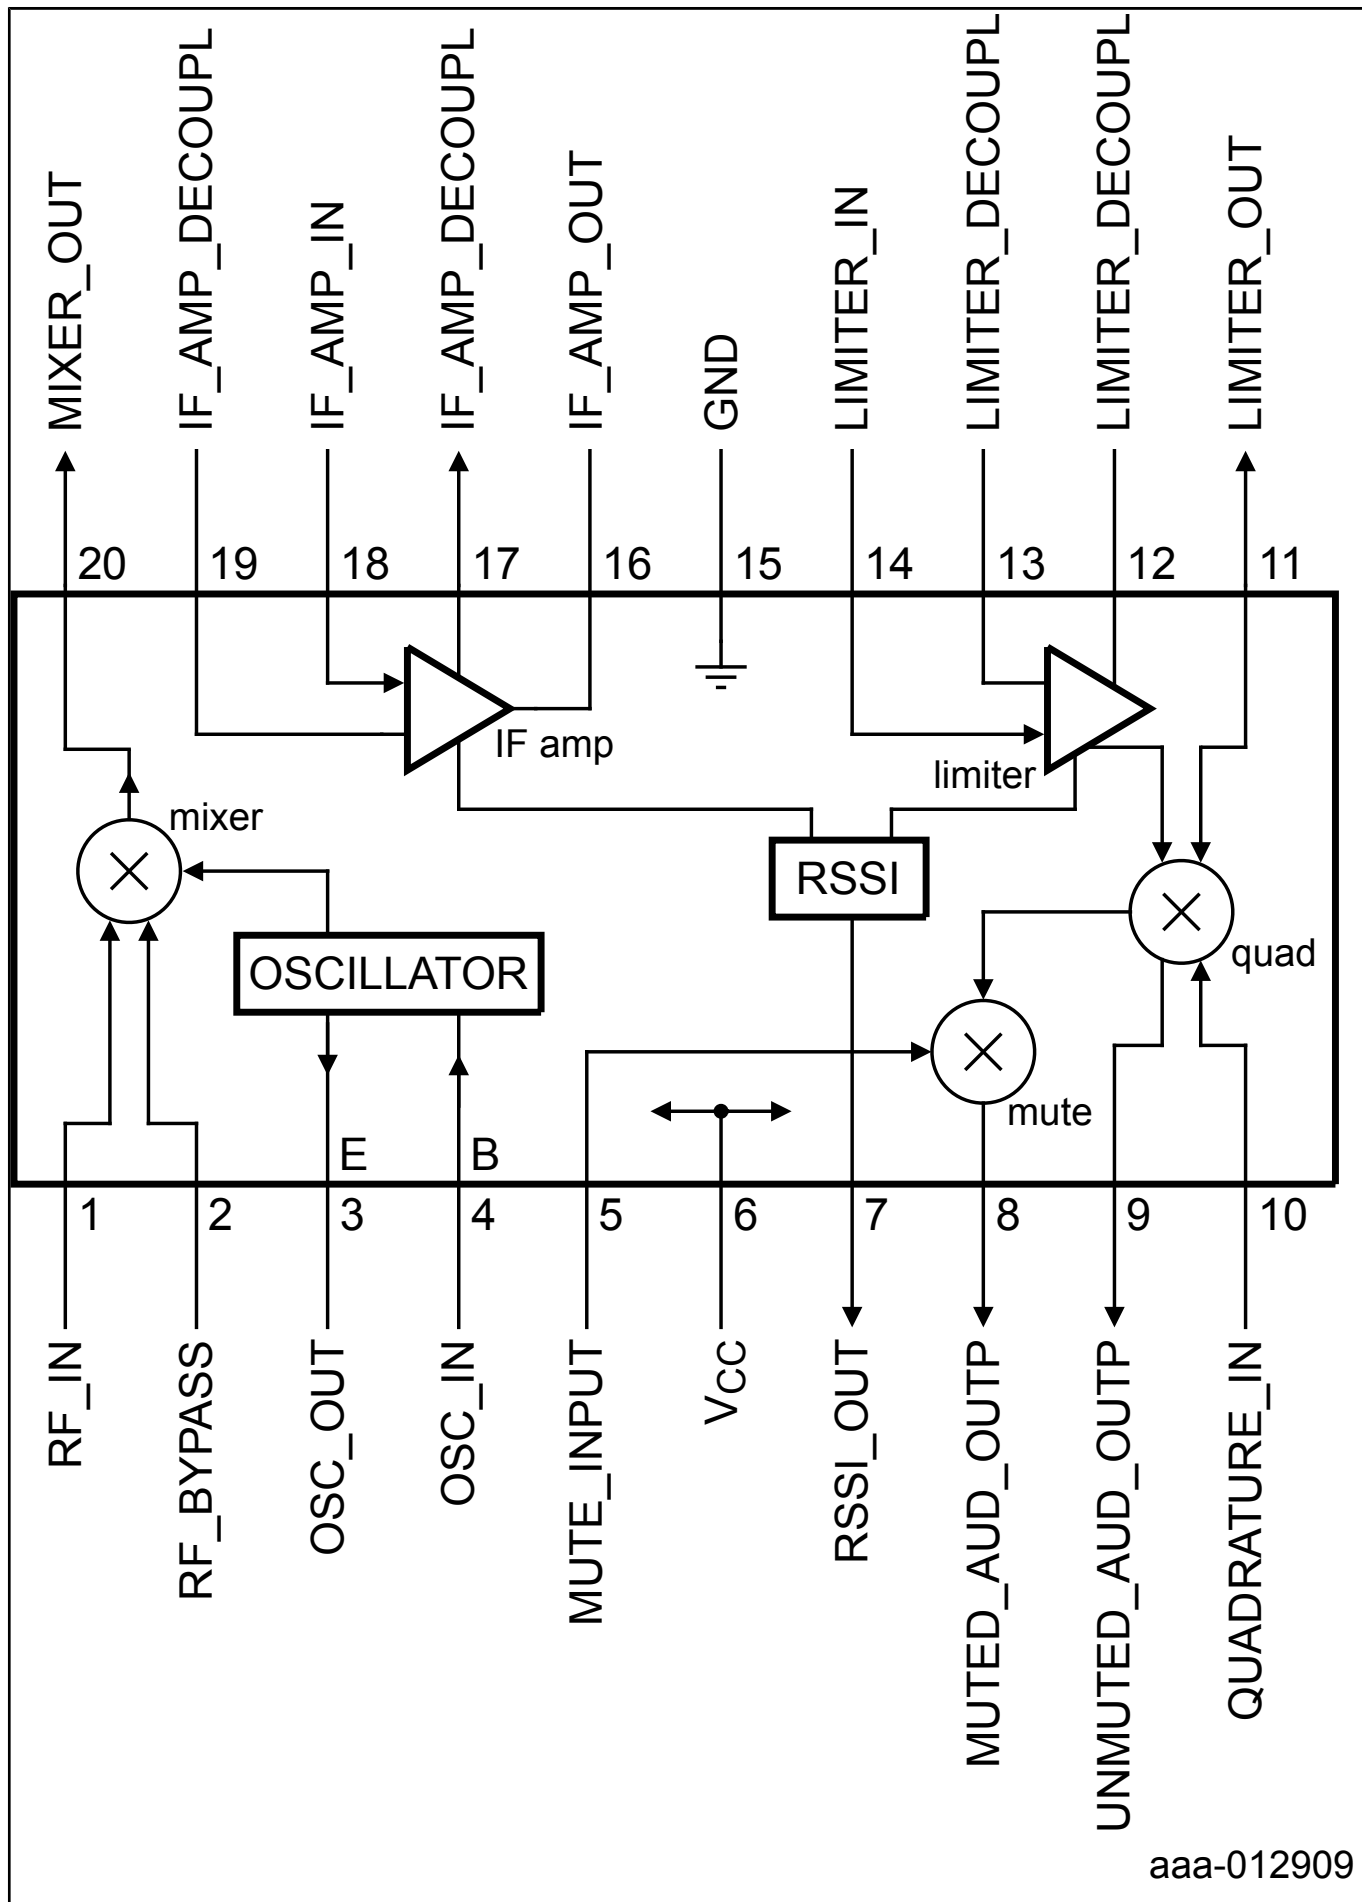 MIXER_OUT
IF_AMP_DECOUPL
IF_AMP_IN
IF_AMP_DECOUPL
IF_AMP_OUT
GND
LIMITER_IN
LIMITER_DECOUPL
LIMITER_DECOUPL
LIMITER_OUT
20 19 18 17 16 15 14 13 12 11
IF amp
limiter
mixer
RSSI
quad
OSCILLATOR
mute
E B
1 2 3 4 5 6 7 8 9 10
RF_IN
RF_BYPASS
OSC_OUT
OSC_IN
MUTE_INPUT
VCC
RSSI_OUT
MUTED_AUD_OUTP
UNMUTED_AUD_OUTP
QUADRATURE_IN
aaa-012909